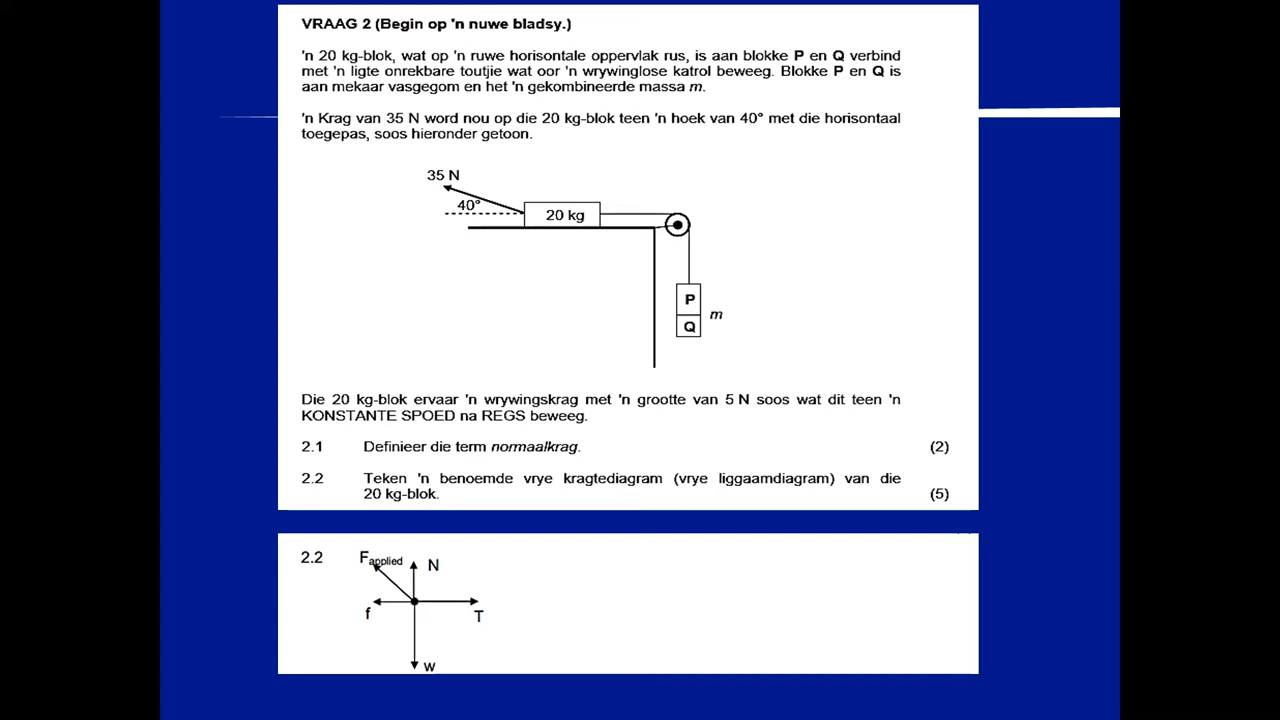 VRAAG 2 (Begin op 'n nuwe bladsy.)
'n 20 kg-blok, wat op 'n ruwe horisontale oppervlak rus, is aan blokke P en Q verbind
met 'n ligte onrekbare toutjie wat oor 'n wrywinglose katrol beweeg. Blokke P en Q is
aan mekaar vasgegom en het 'n gekombineerde massa m.
'n Krag van 35 N word nou op die 20 kg-blok teen 'n hoek van 40° met die horisontaal
toegepas, soos hieronder getoon.
35 N
40°
20 kg
P
m
Q
Die 20 kg-blok ervaar 'n wrywingskrag met 'n grootte van 5 N soos wat dit teen 'n
KONSTANTE SPOED na REGS beweeg.
2.1 Definieer die term normaalkrag. (2)
2.2 Teken 'n benoemde vrye kragtediagram (vrye liggaamdiagram) van die
20 kg-blok. (5)
2.2 Fapplied N
f T
w